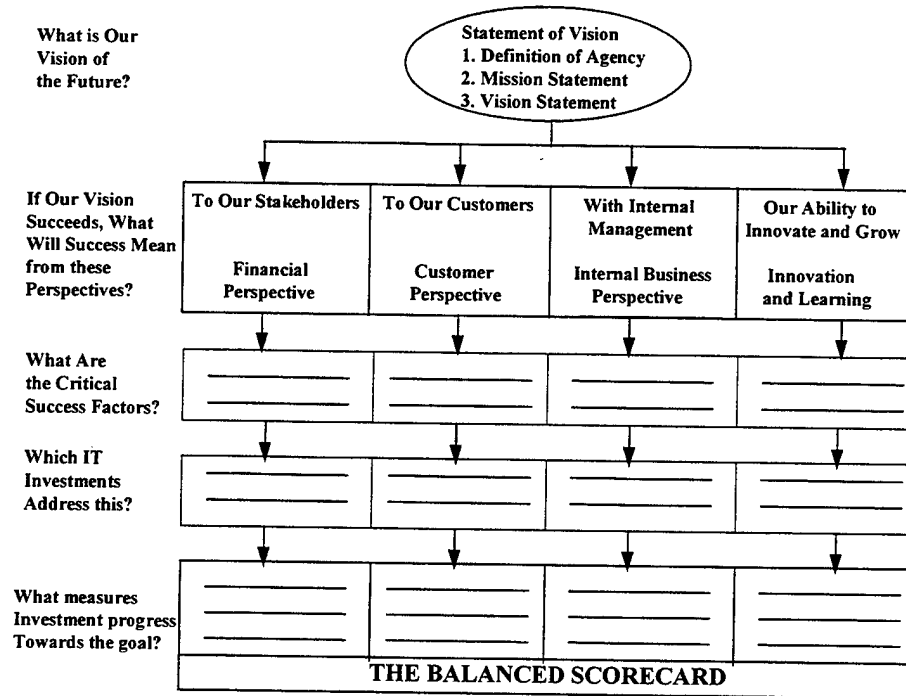 What is Our
Vision of
the Future?
Statement of Vision
1. Definition of Agency
2. Mission Statement
3. Vision Statement
If Our Vision
Succeeds, What
Will Success Mean
from these
Perspectives?
To Our Stakeholders
Financial
Perspective
To Our Customers
Customer
Perspective
With Internal
Management
Internal Business
Perspective
Our Ability to
Innovate and Grow
Innovation
and Learning
What Are
the Critical
Success Factors?
Which IT
Investments
Address this?
What measures
Investment progress
Towards the goal?
THE BALANCED SCORECARD